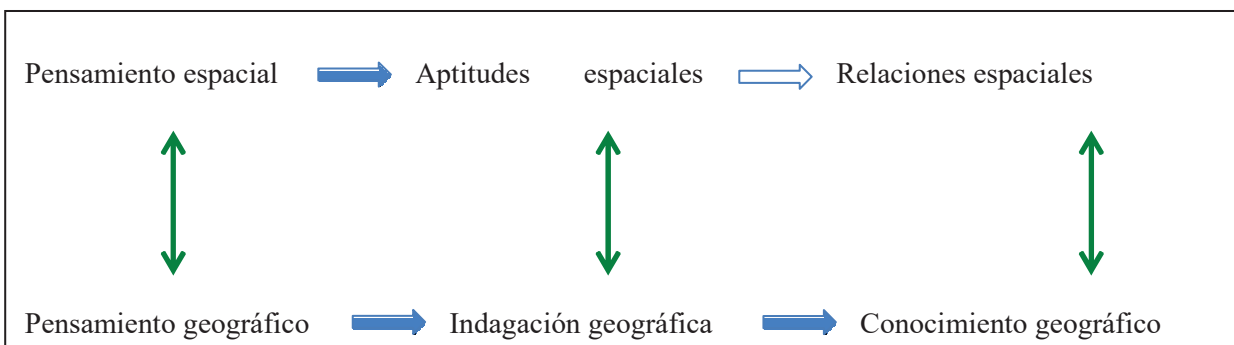 Pensamiento espacial Aptitudes espaciales Relaciones espaciales
Pensamiento geográfico Indagación geográfica Conocimiento geográfico